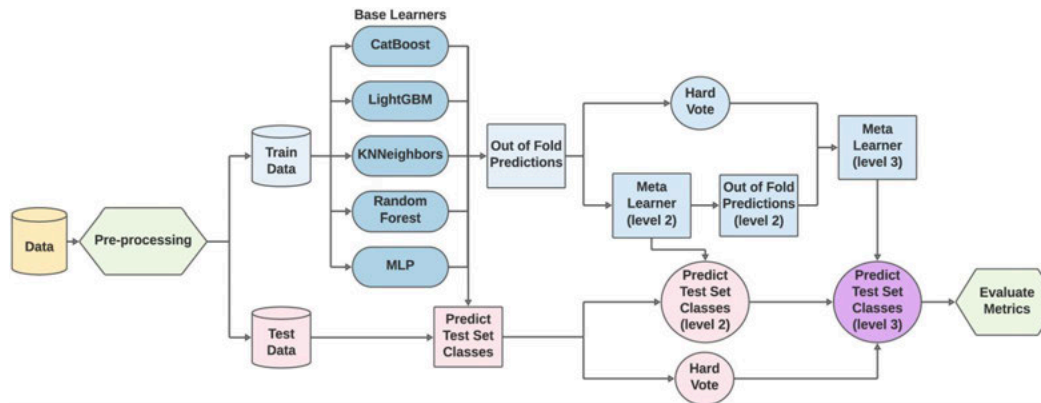 Base Learners
CatBoost
LightGBM
KNNeighbors
Random
Forest
MLP
Data
Pre-processing
Train
Data
Test
Data
Out of Fold
Predictions
Predict
Test Set
Classes
Hard
Vote
Meta
Learner
(level 2)
Out of Fold
Predictions
(level 2)
Meta
Learner
(level 3)
Predict
Test Set
Classes
(level 2)
Hard
Vote
Predict
Test Set
Classes
(level 3)
Evaluate
Metrics